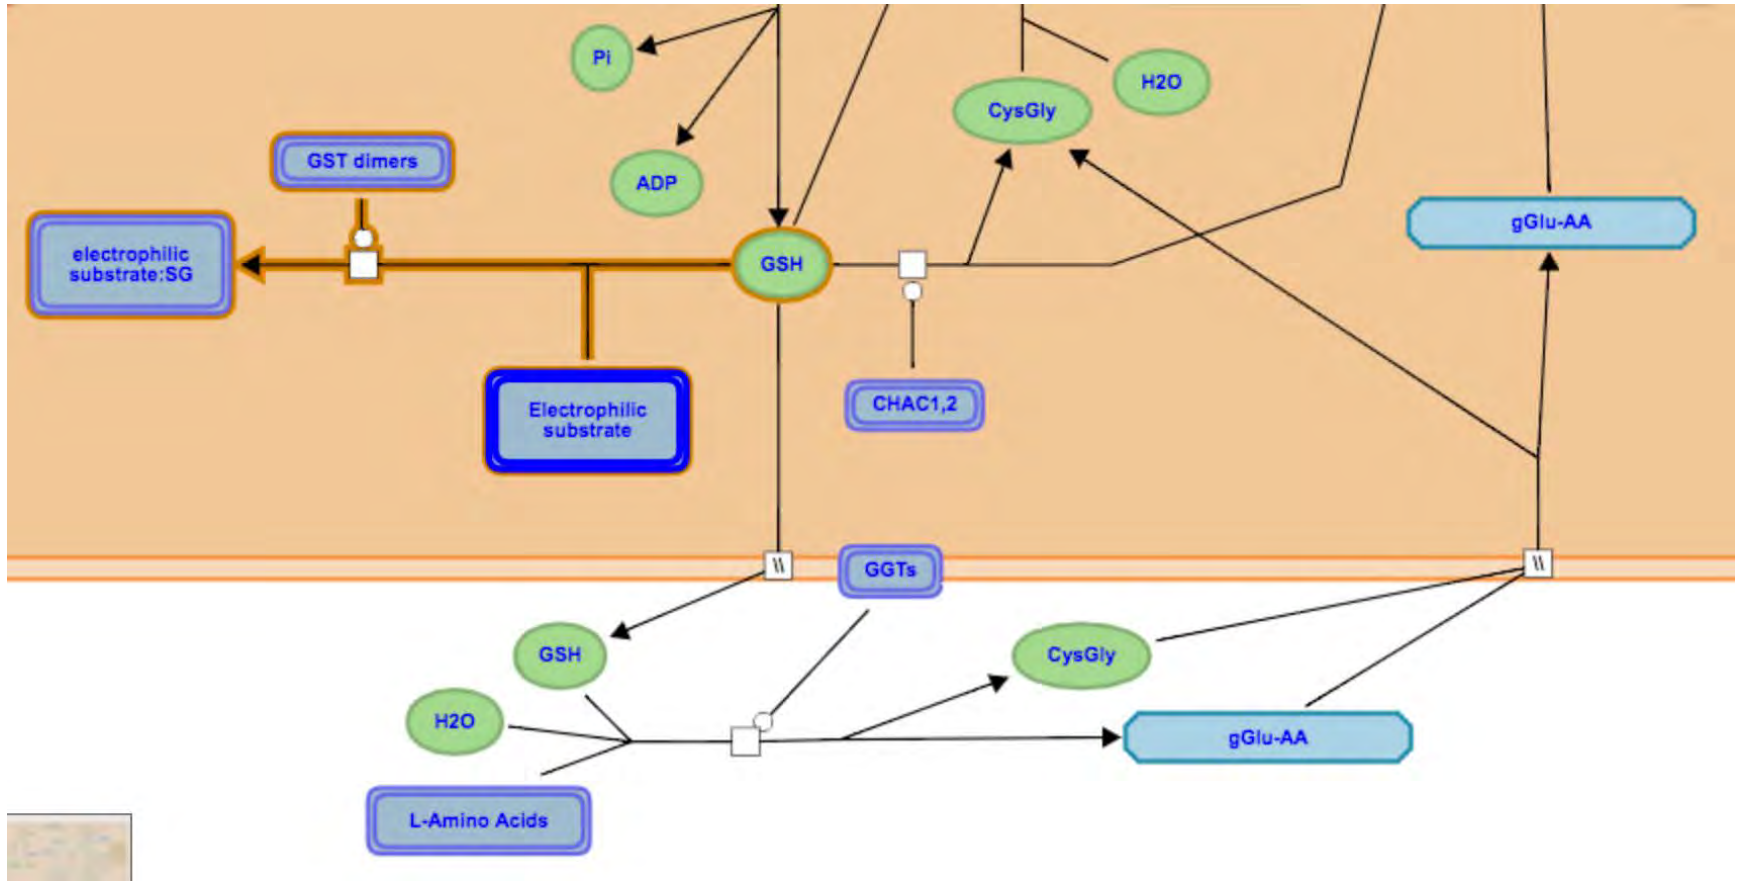 Pi
H2O
CysGly
GST dimers
ADP
gGlu-AA
electrophilic
substrate:SG
GSH
CHAC1,2
Electrophilic
substrate
\\
GGTs
\\
GSH
CysGly
H2O
gGlu-AA
L-Amino Acids